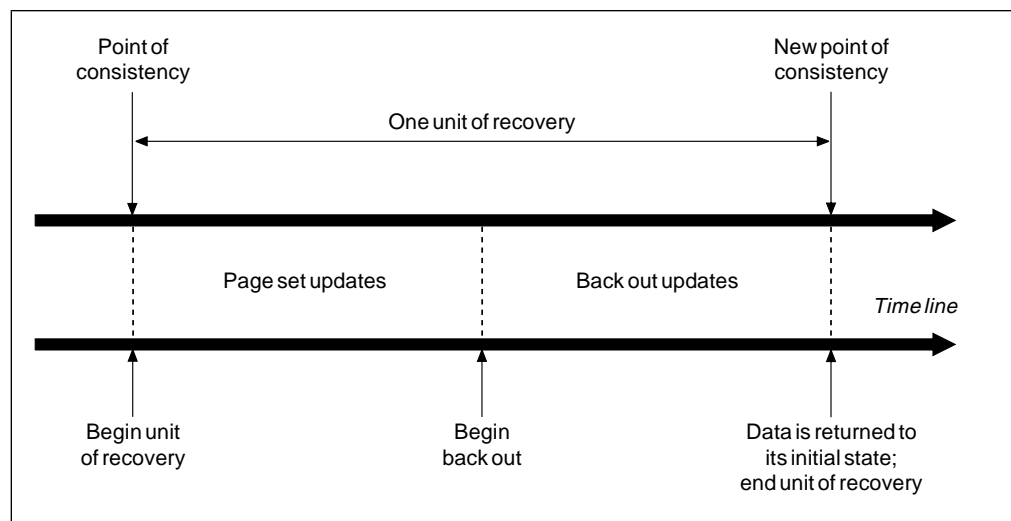 Point of
consistency
New point of
consistency
One unit of recovery
Page set updates
Back out updates
Time line
Begin unit
of recovery
Begin
back out
Data is returned to
its initial state;
end unit of recovery